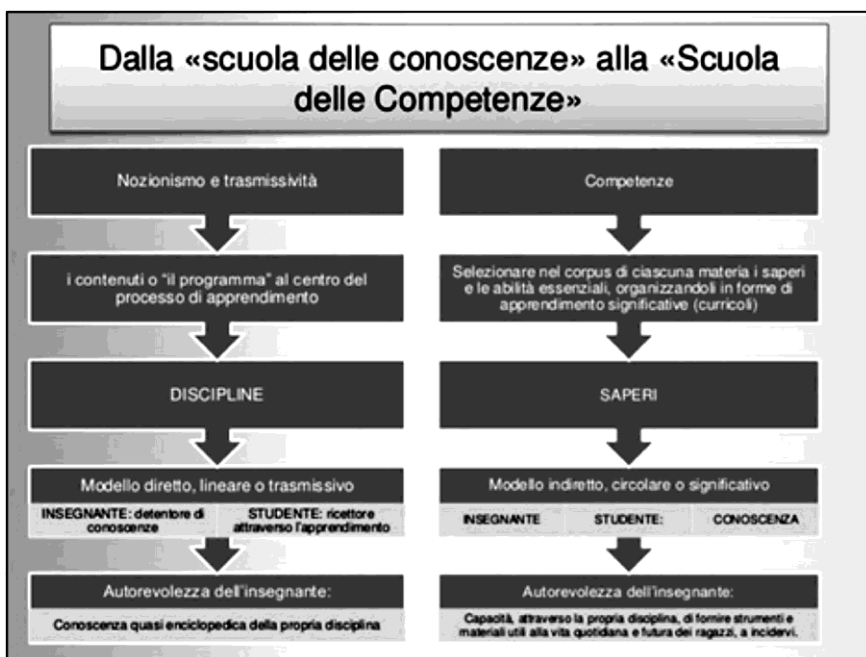 Dalla «scuola delle conoscenze» alla «Scuola
delle Competenze»
Nozionismo e trasmissività
i contenuti o "il programma" al centro del
processo di apprendimento
DISCIPLINE
Modello diretto, lineare o trasmissivo
INSEGNANTE: detentore di
conoscenze
STUDENTE: ricettore
attraverso l'apprendimento
Autorevolezza dell'insegnante:
Conoscenza quasi enciclopedica della propria disciplina
Competenze
Selezionare nel corpus di ciascuna materia i saperi
e le abilità essenziali, organizzandoli in forme di
apprendimento significative (curricoli)
SAPERI
Modello indiretto, circolare o significativo
INSEGNANTE
STUDENTE:
CONOSCENZA
Autorevolezza dell'insegnante:
Capacità, attraverso la propria disciplina, di fornire strumenti e
materiali utili alla vita quotidiana e futura dei ragazzi, a incidervi.